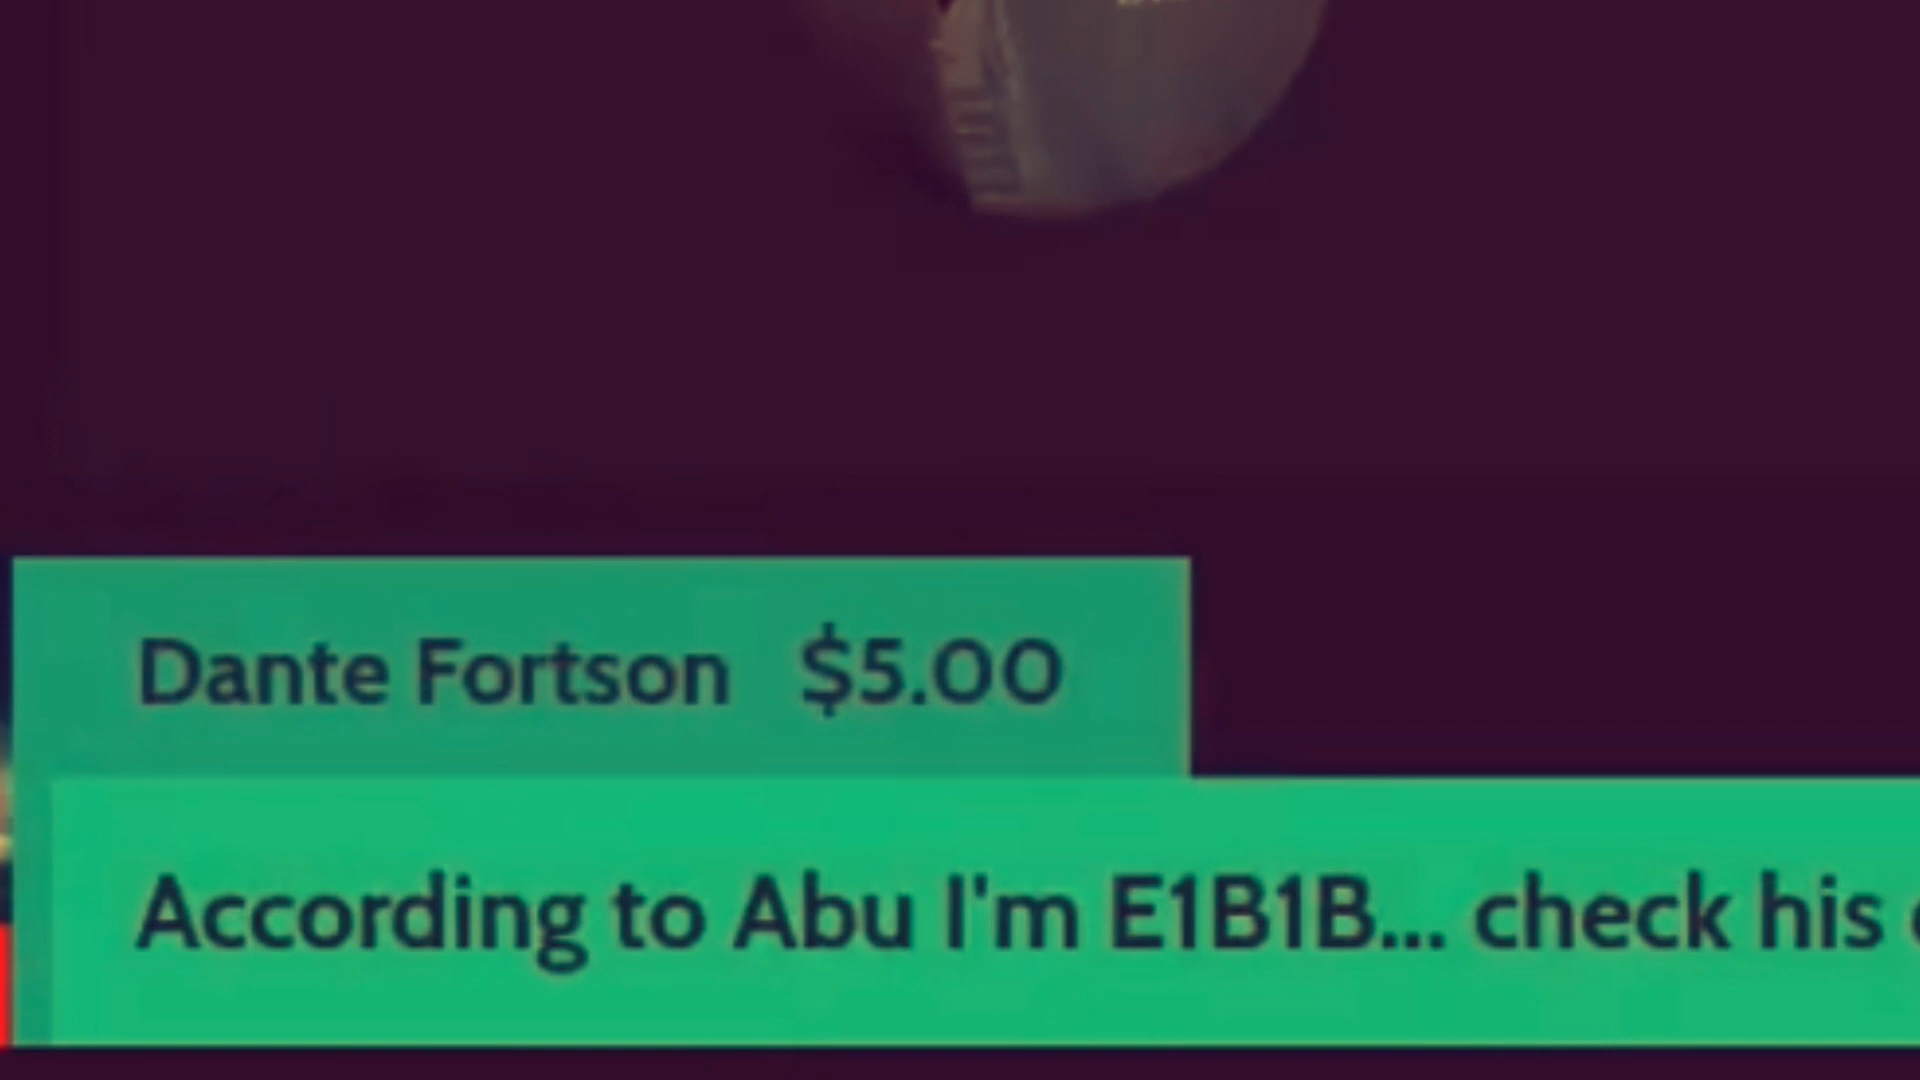 Dante Fortson $5.00
According to Abu I'm E1B1B... check his